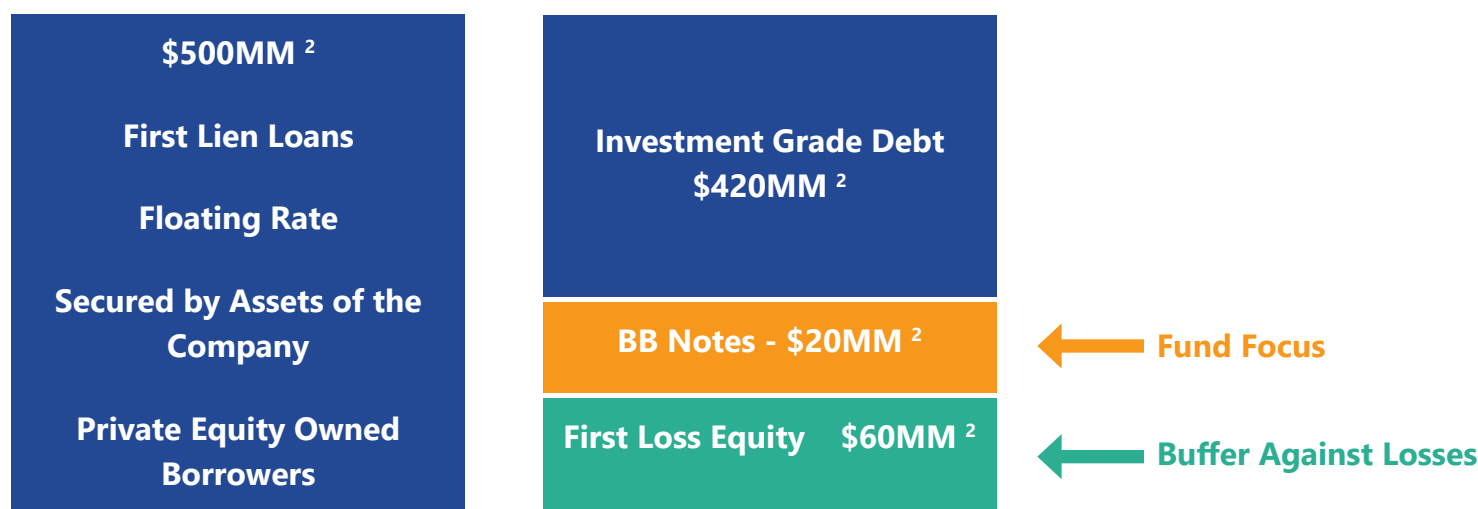 $500MM ²
First Lien Loans
Floating Rate
Secured by Assets of the
Company
Private Equity Owned
Borrowers
Investment Grade Debt
$420MM ²
BB Notes - $20MM ²
First Loss Equity $60MM ²
Fund Focus
Buffer Against Losses